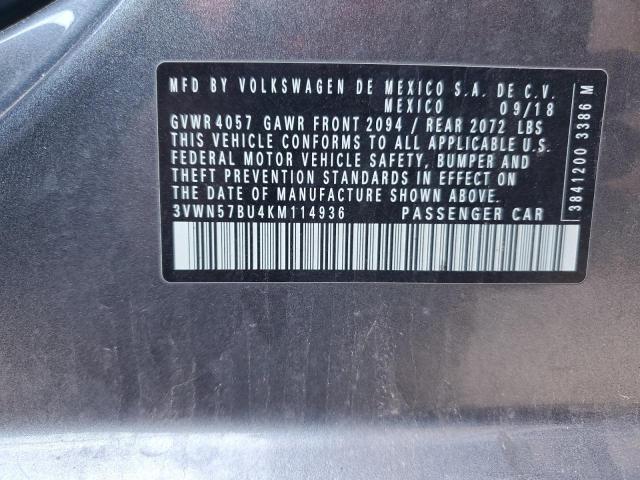 MFD BY VOLKSWAGEN DE MEXICO S.A. DE C.V.
MEXICO 09/18
GVWR 4057 GAWR FRONT 2094 / REAR 2072 LBS
THIS VEHICLE CONFORMS TO ALL APPLICABLE U.S.
FEDERAL MOTOR VEHICLE SAFETY, BUMPER AND
THEFT PREVENTION STANDARDS IN EFFECT ON
THE DATE OF MANUFACTURE SHOWN ABOVE.
3VWN57BU4KM114936 PASSENGER CAR
3841200 3386 M